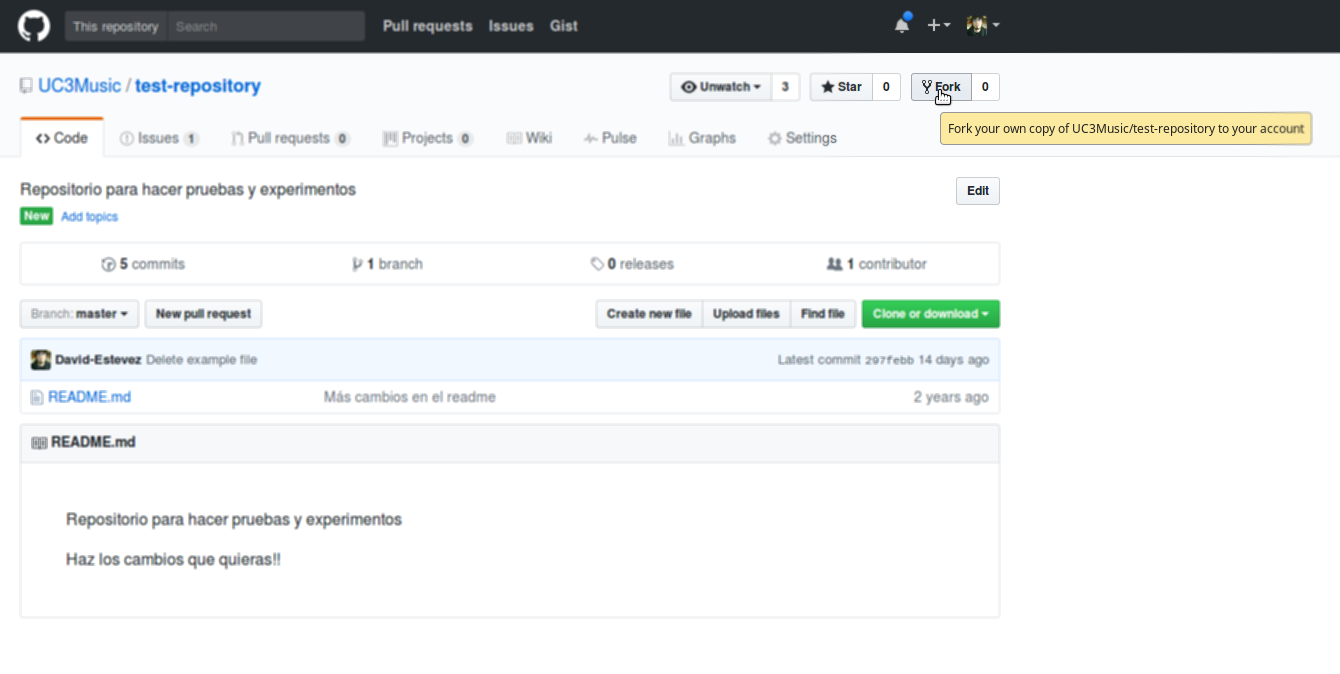 This repository Search Pull requests Issues Gist
UC3Music / test-repository Unwatch 3 Star 0 Fork 0
Fork your own copy of UC3Music/test-repository to your account
Code Issues 1 Pull requests 0 Projects 0 Wiki Pulse Graphs Settings
Repositorio para hacer pruebas y experimentos Edit
New Add topics
5 commits 1 branch 0 releases 1 contributor
Branch: master New pull request Create new file Upload files Find file Clone or download
David-Estevez Delete example file Latest commit 297febb 14 days ago
README.md Más cambios en el readme 2 years ago
README.md
Repositorio para hacer pruebas y experimentos
Haz los cambios que quieras!!